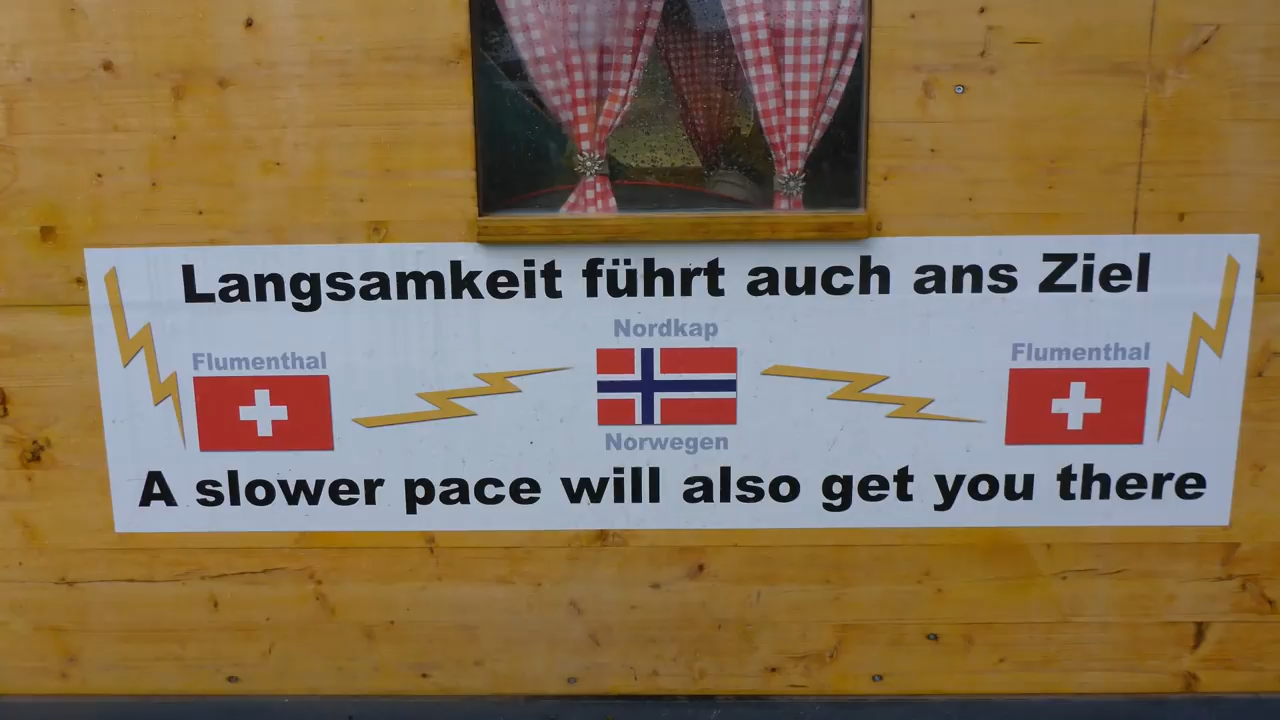 Langsamkeit führt auch ans Ziel
Nordkap
Flumenthal
Flumenthal
Norwegen
A slower pace will also get you there